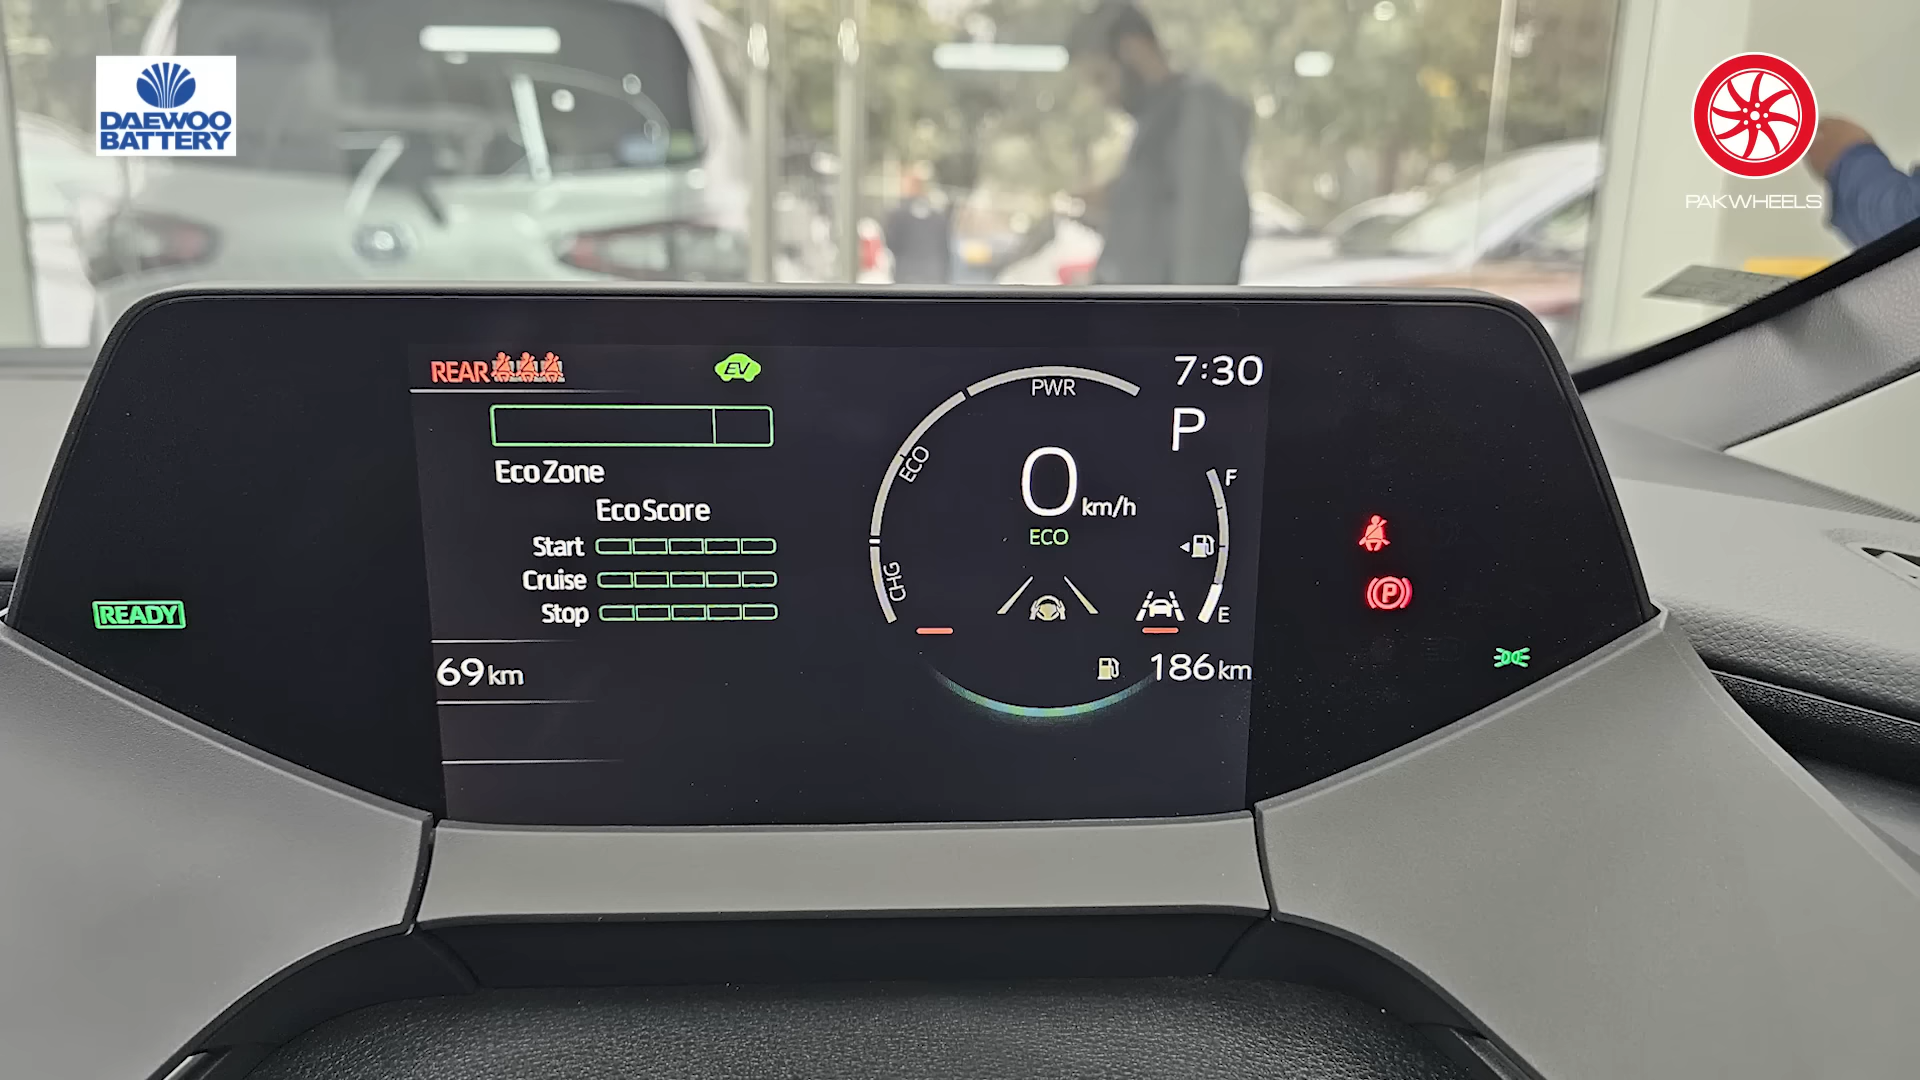 DAEWOO
BATTERY
PAKWHEELS
REAR
EV
7:30
PWR
P
ECO
0 km/h
ECO
F
Eco Zone
Eco Score
Start
Cruise
Stop
CHG
E
READY
P
69 km
186 km